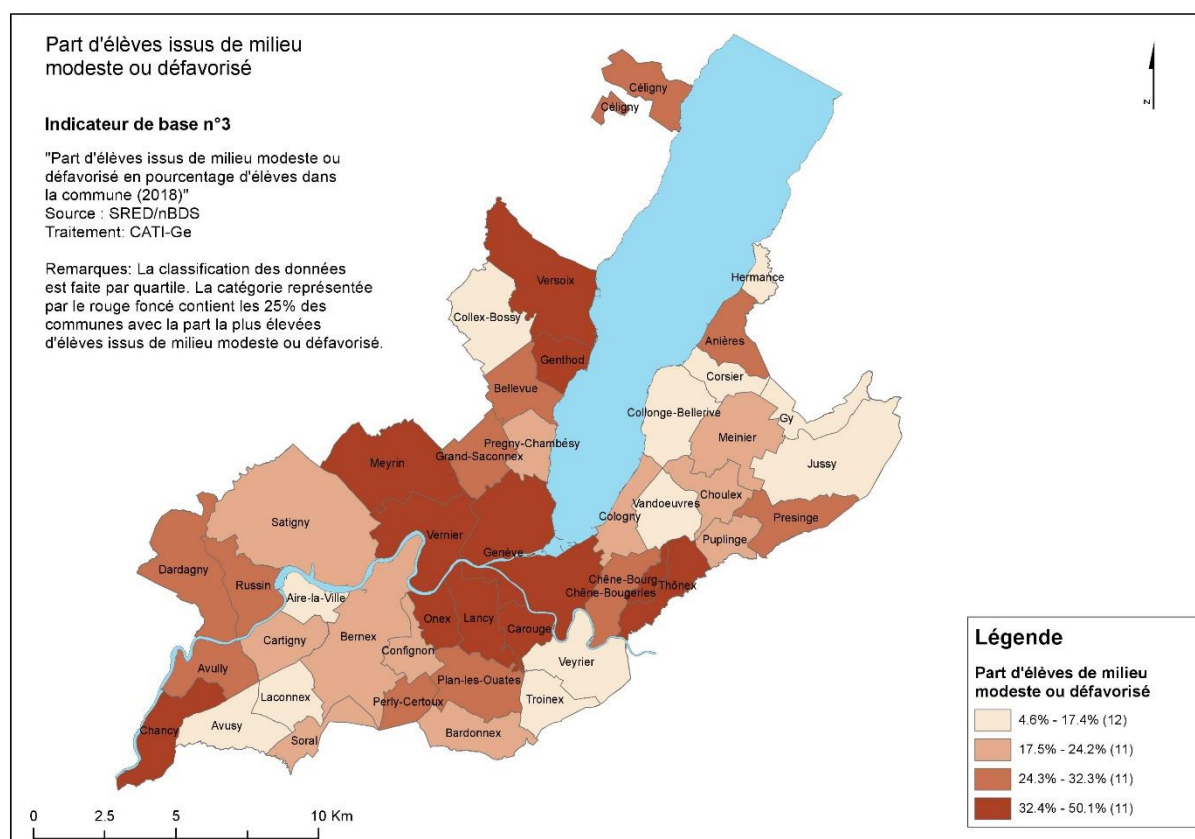 Part d'élèves issus de milieu
modeste ou défavorisé
Indicateur de base n°3
"Part d'élèves issus de milieu modeste ou
défavorisé en pourcentage d'élèves dans
la commune (2018)"
Source : SRED/nBDS
Traitement: CATI-Ge
Remarques: La classification des données
est faite par quartile. La catégorie représentée
par le rouge foncé contient les 25% des
communes avec la part la plus élevées
d'élèves issus de milieu modeste ou défavorisé.
N
Céligny
Céligny
Versoix
Hermance
Collex-Bossy
Anières
Genthod
Corsier
Bellevue
Collonge-Bellerive
Gy
Meinier
Pregny-Chambésy
Grand-Saconnex
Meyrin
Jussy
Choulex
Vandoeuvres
Presinge
Cologny
Satigny
Vernier
Puplinge
Genève
Dardagny
Russin
Chêne-Bourg
Thônex
Chêne-Bougeries
Aire-la-Ville
Onex
Lancy
Carouge
Cartigny
Bernex
Confignon
Veyrier
Avully
Plan-les-Ouates
Laconnex
Perly-Certoux
Troinex
Chancy
Avusy
Soral
Bardonnex
Légende
Part d'élèves de milieu
modeste ou défavorisé
4.6% - 17.4% (12)
17.5% - 24.2% (11)
24.3% - 32.3% (11)
32.4% - 50.1% (11)
0 2.5 5 10 Km